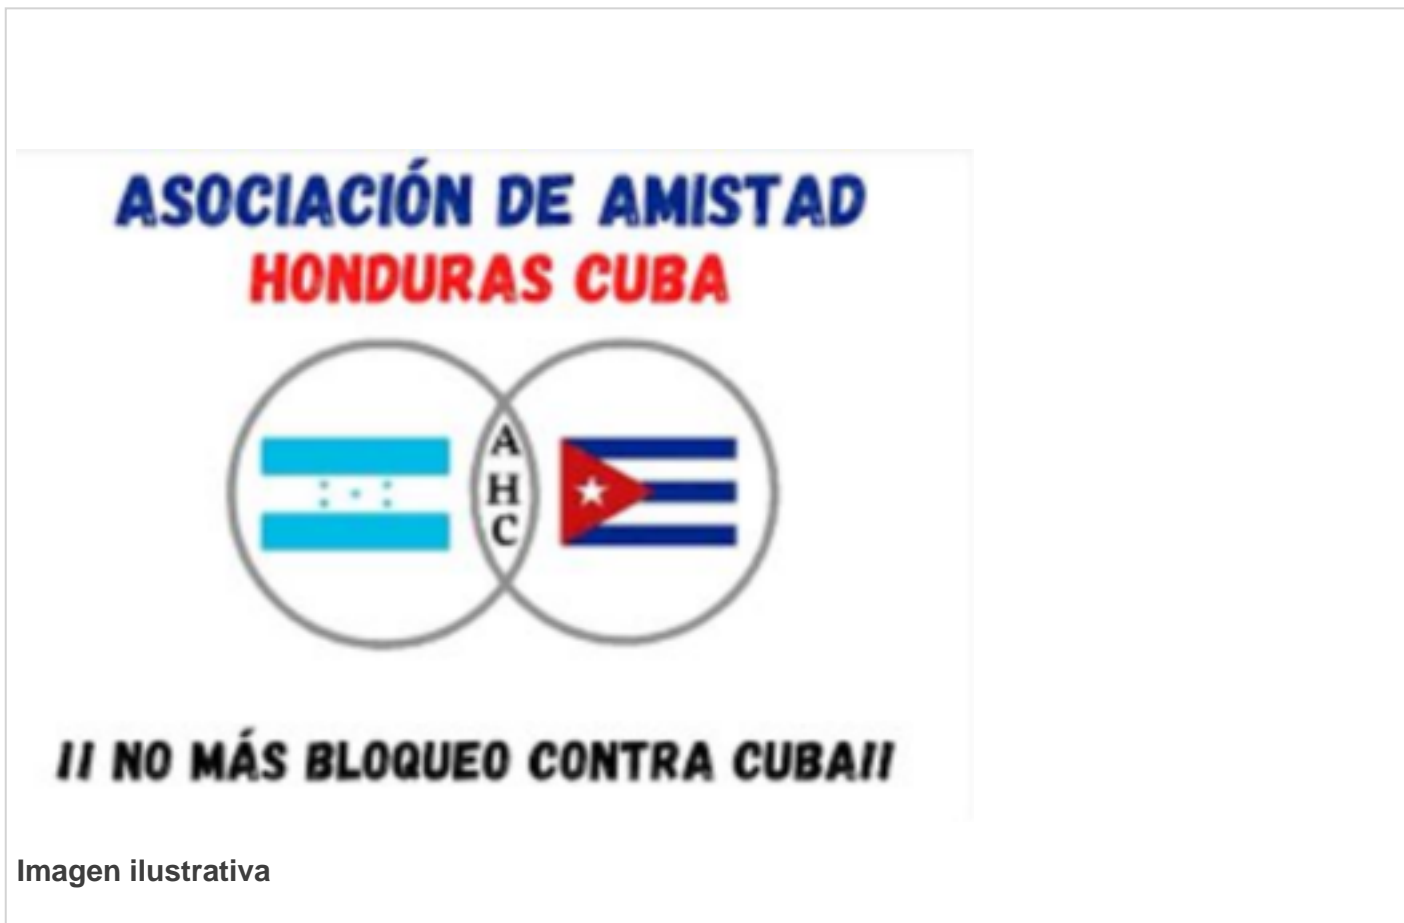 ASOCIACIÓN DE AMISTAD
HONDURAS CUBA
A
H
C
¡¡ NO MÁS BLOQUEO CONTRA CUBA!!
Imagen ilustrativa